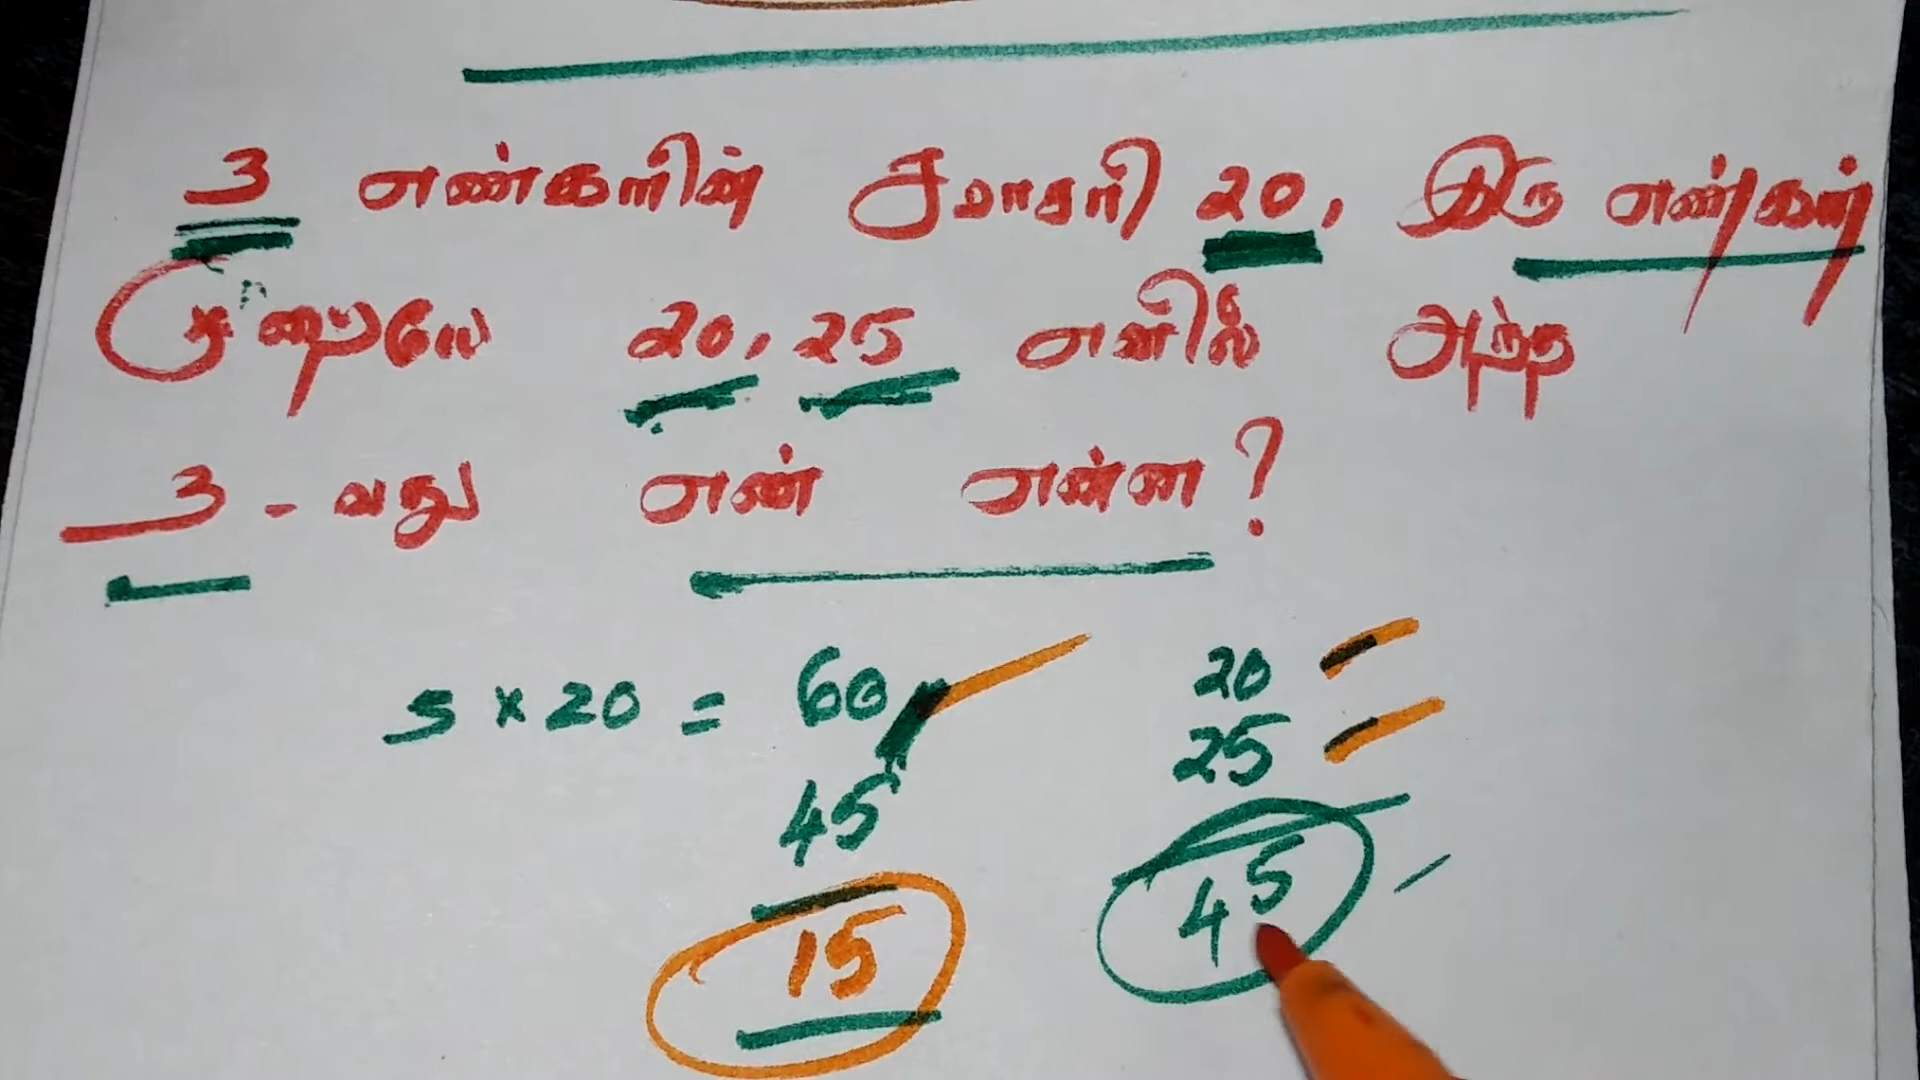 3 எண்களின் சமாசரி 20, இரு எண்கள்
முறையே 20, 25 எனில் அந்த
3 - வது எண் என்ன?
3 × 20 = 60
45
15
20
25
45